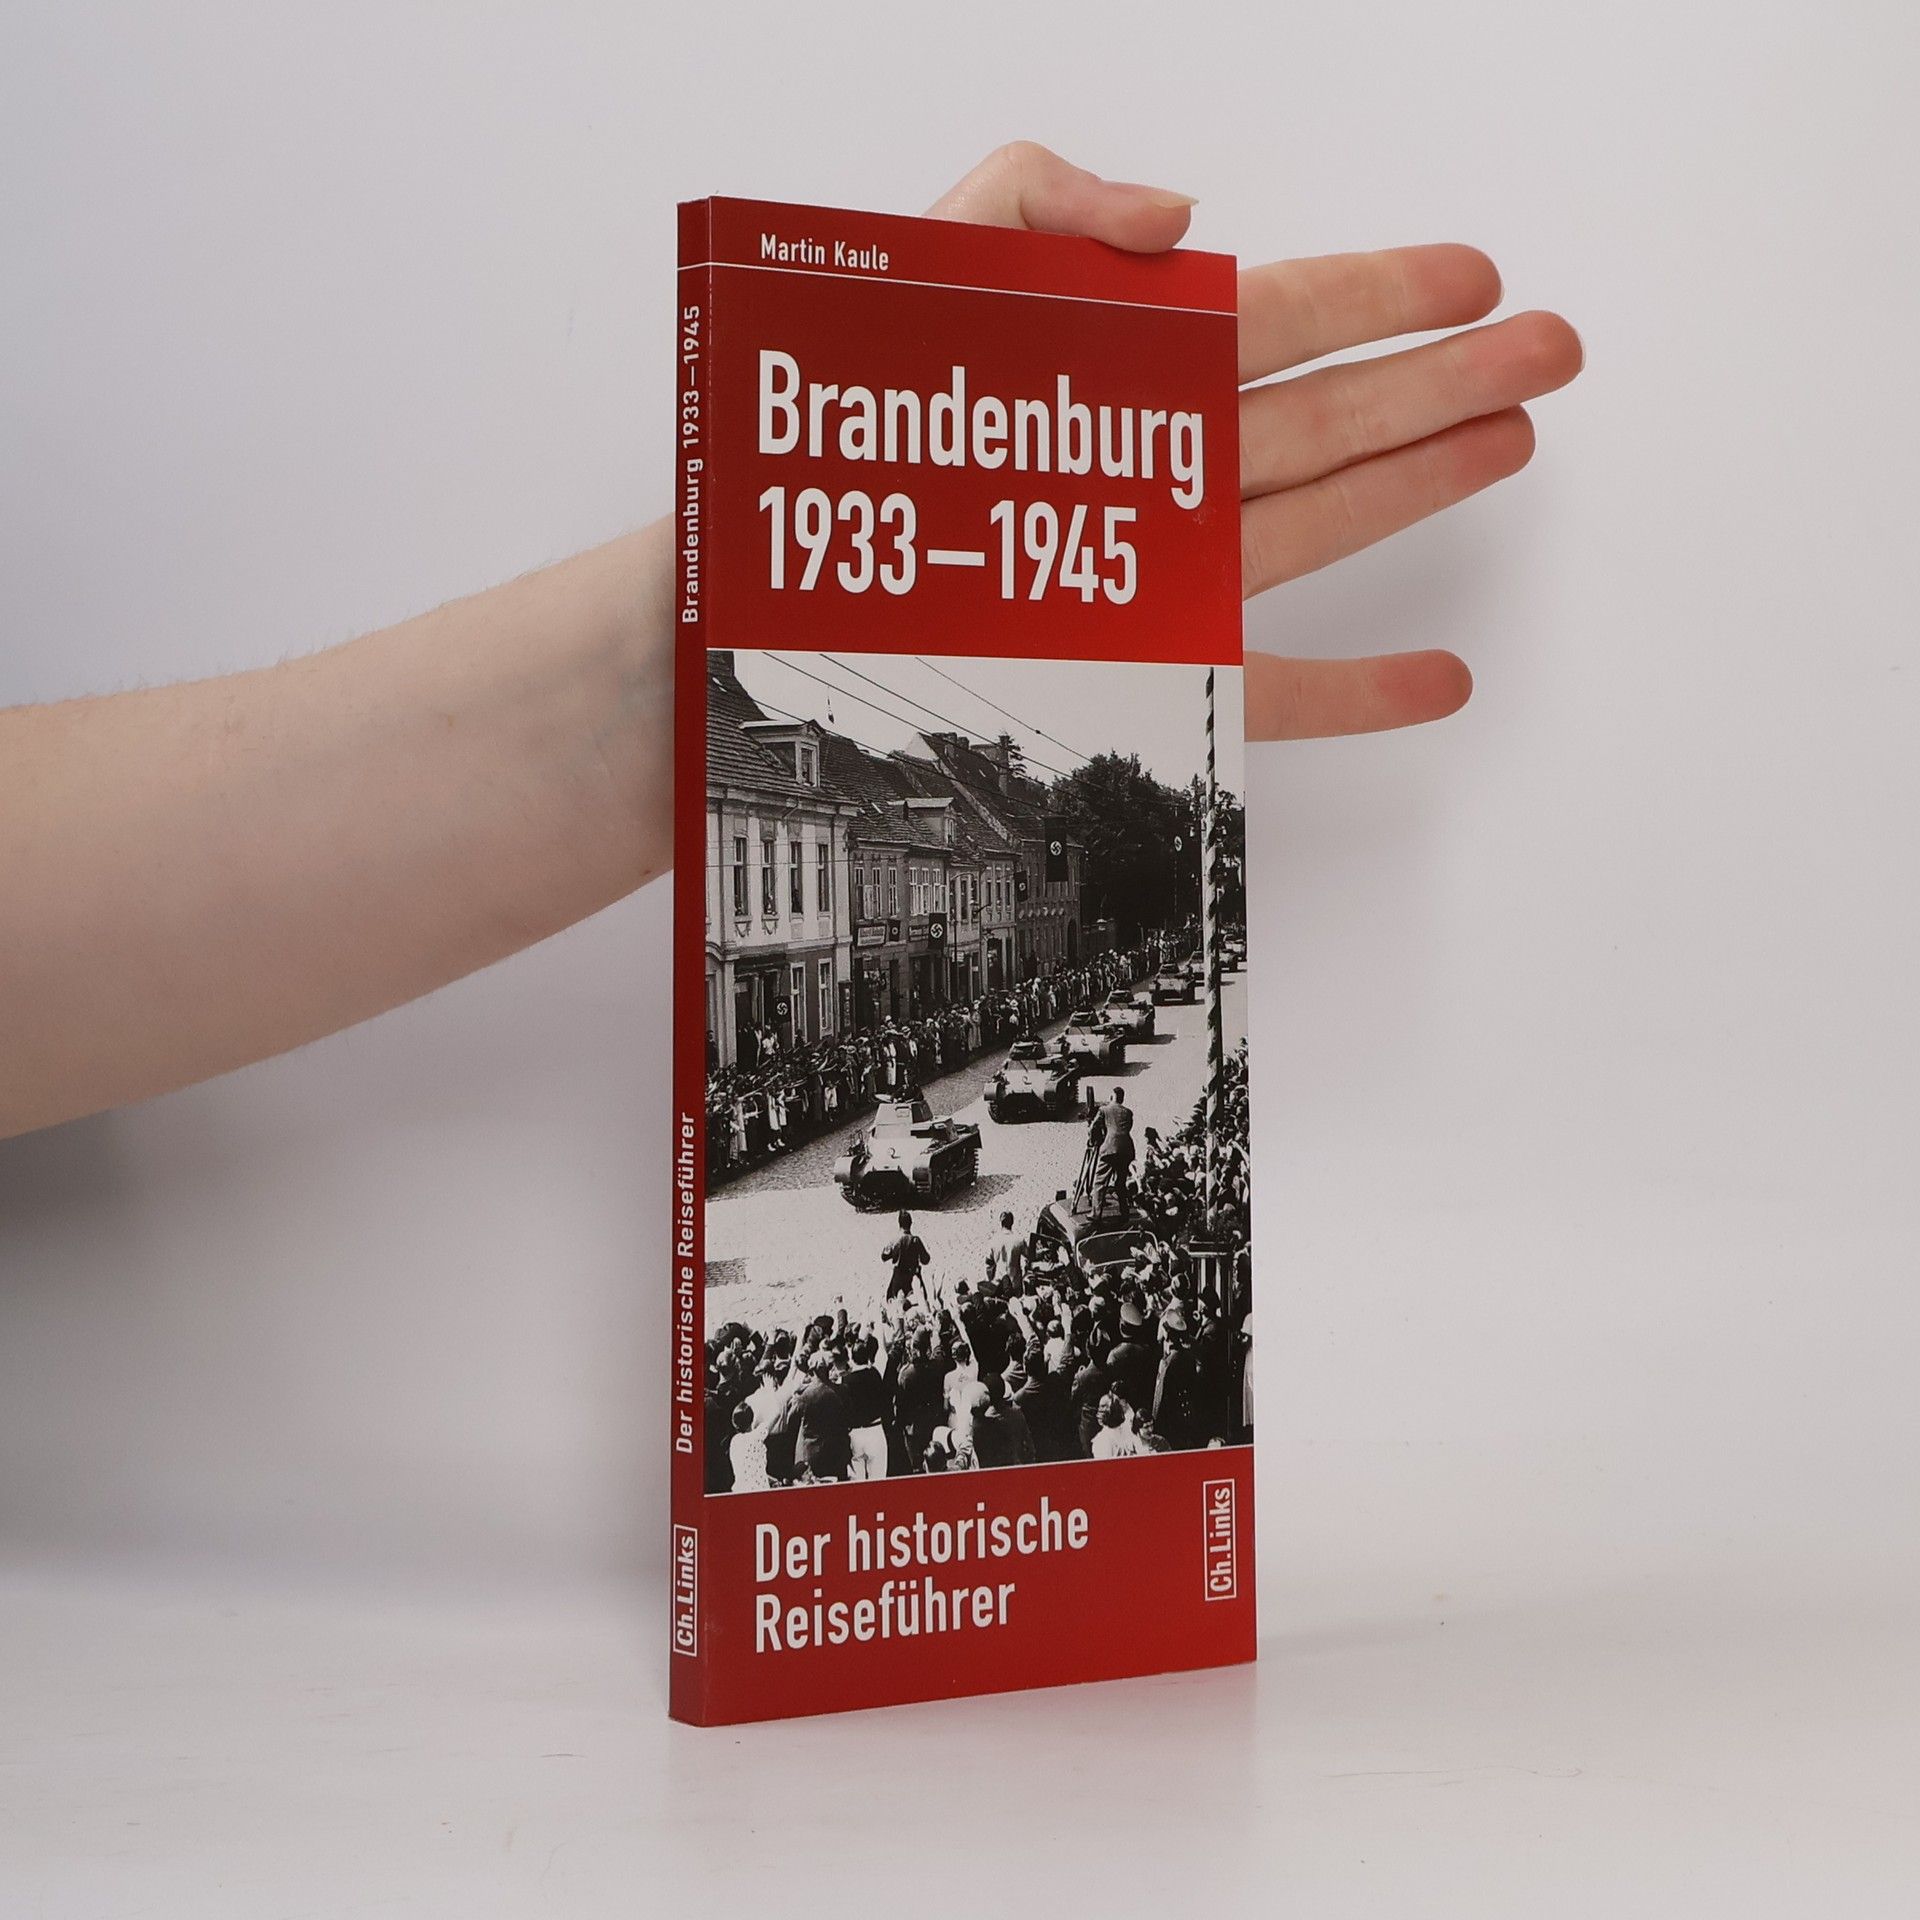 Martin Kaule
Brandenburg
1933–1945
Der historische
Reiseführer
Ch.Links
Brandenburg 1933–1945
Der historische Reiseführer
Ch.Links